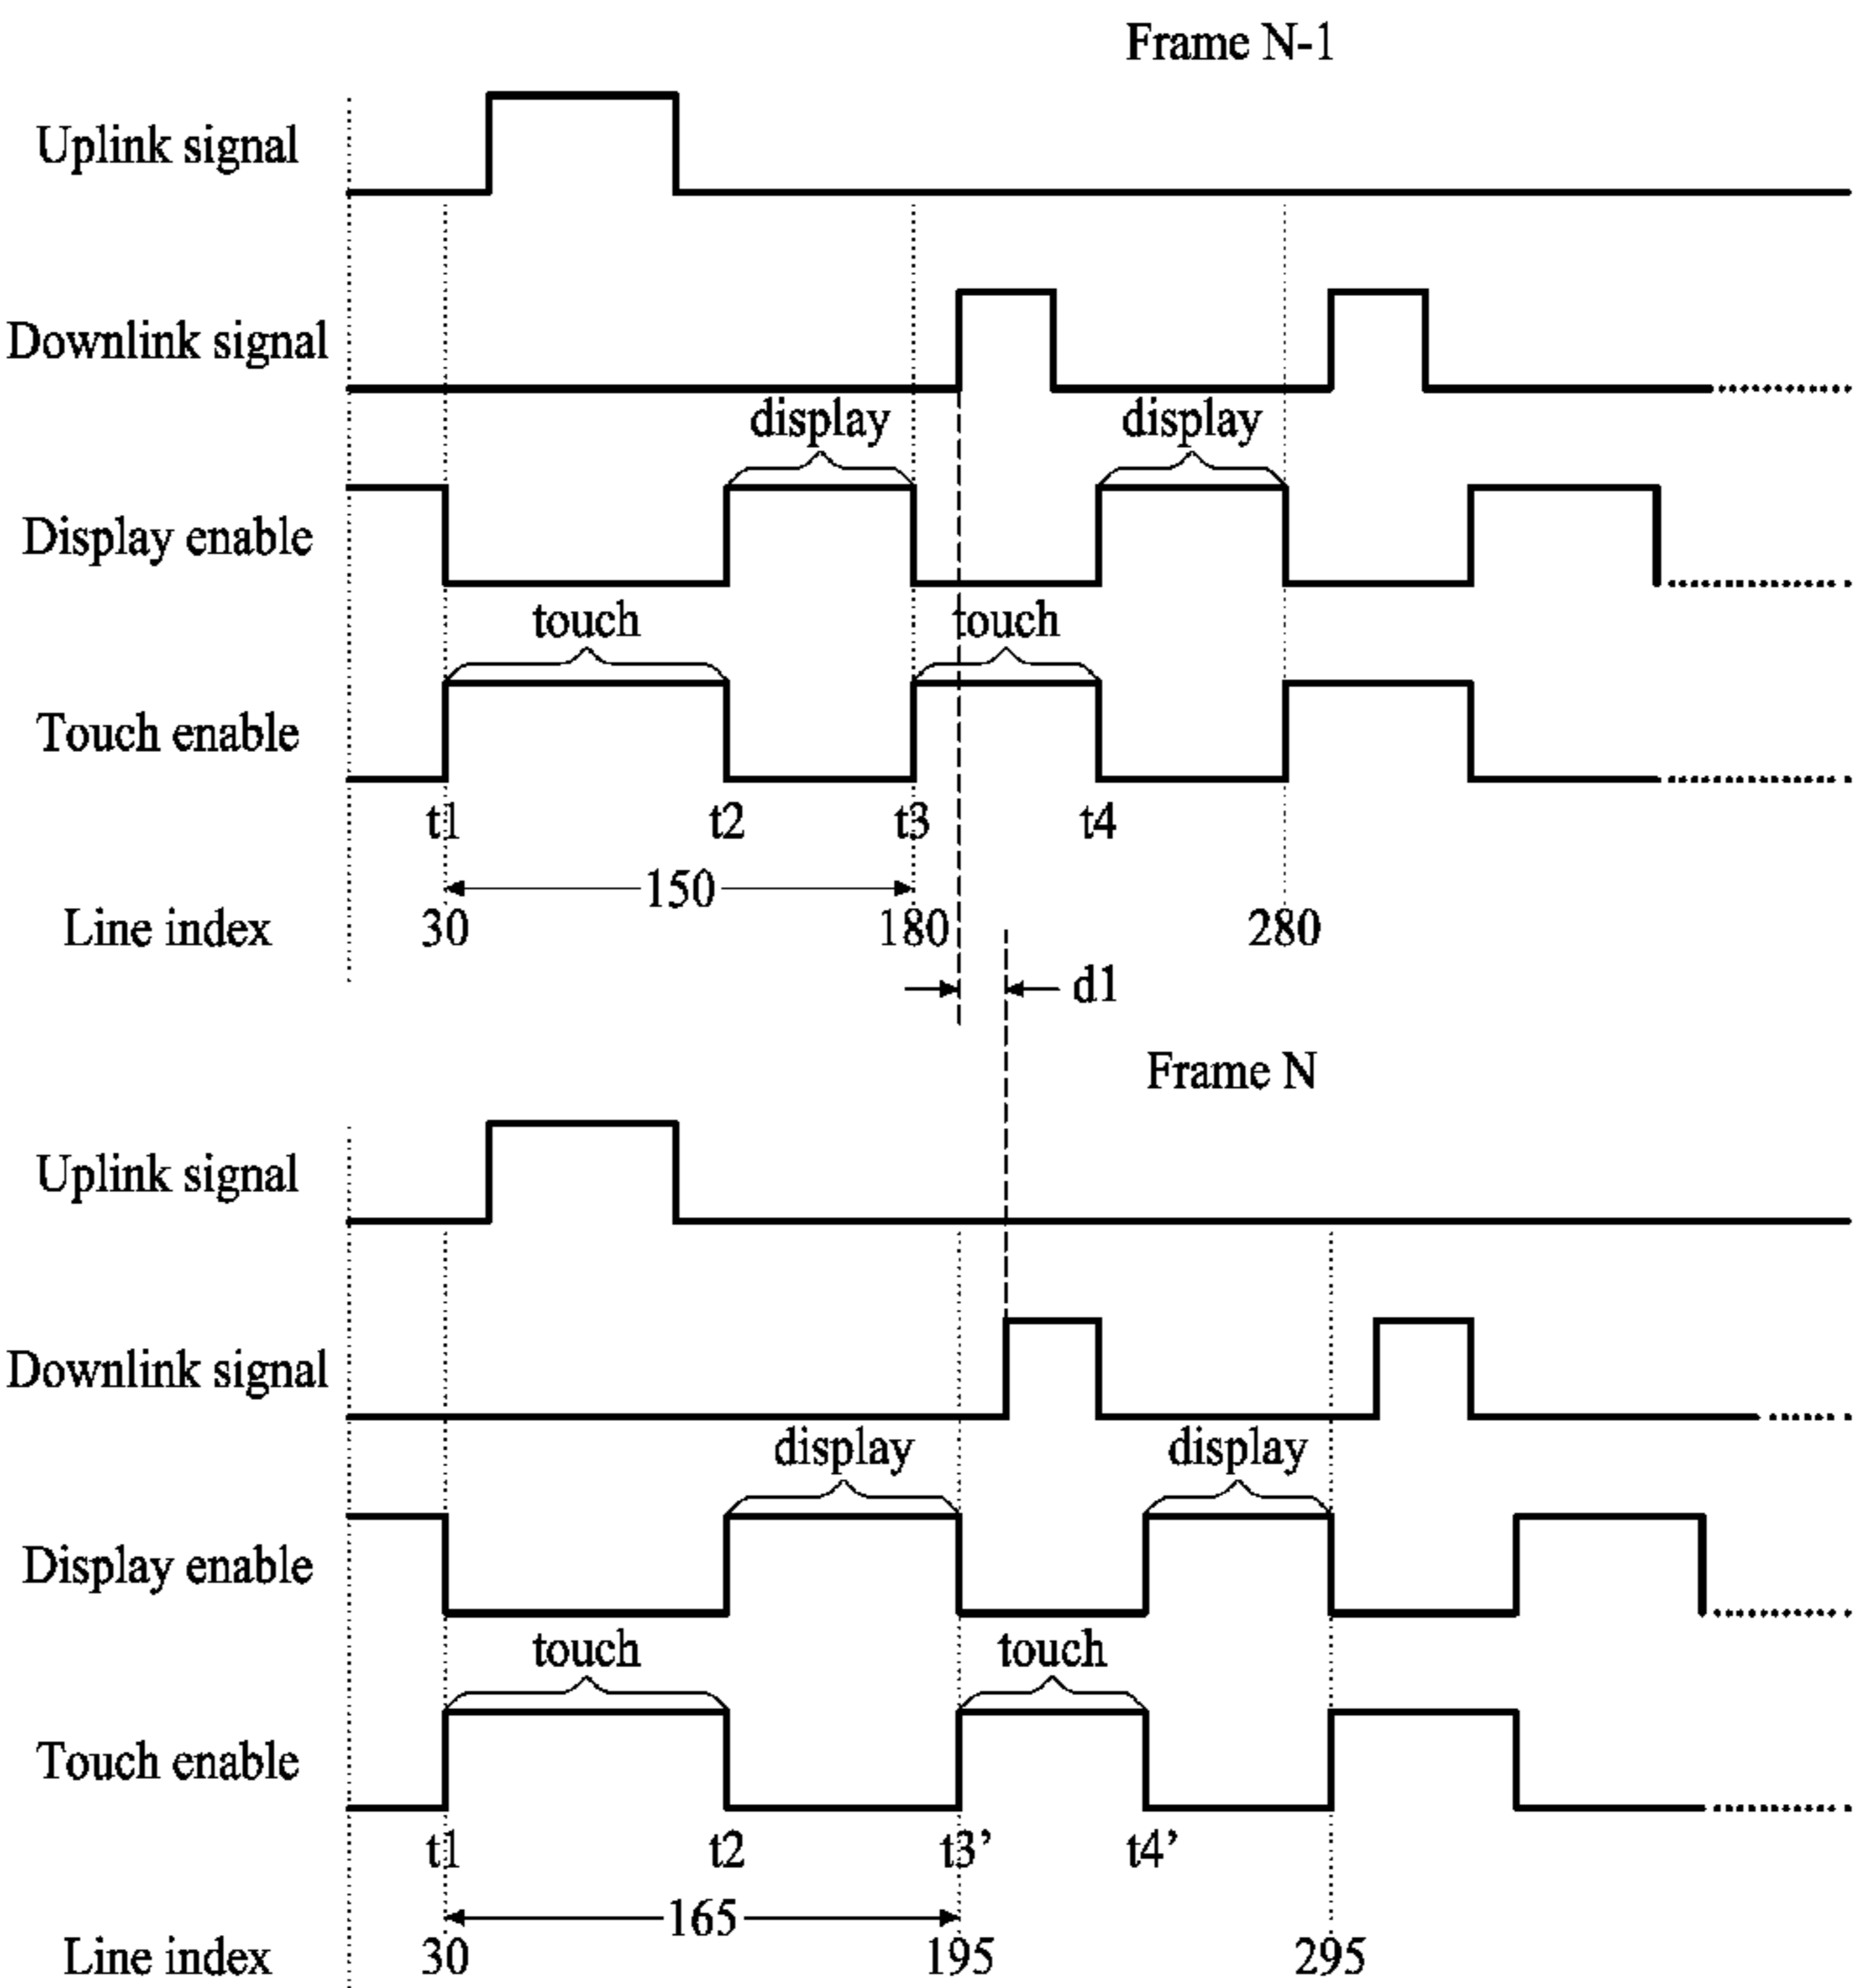 Frame N-1
Uplink signal
Downlink signal
display display
Display enable
touch touch
Touch enable
t1 t2 t3 t4
150
Line index 30 180 280
d1
Frame N
Uplink signal
Downlink signal
display display
Display enable
touch touch
Touch enable
t1 t2 t3’ t4’
165
Line index 30 195 295